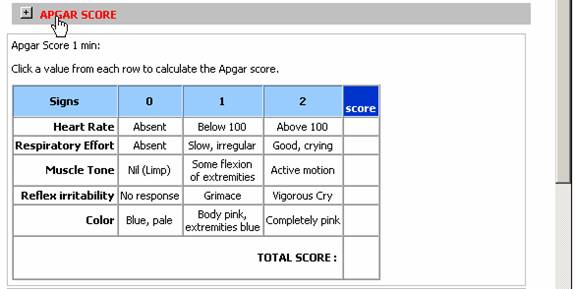 APGAR SCORE
Apgar Score 1 min:
Click a value from each row to calculate the Apgar score.
Signs 0 1 2 score
Heart Rate Absent Below 100 Above 100
Respiratory Effort Absent Slow, irregular Good, crying
Muscle Tone Nil (Limp) Some flexion of extremities Active motion
Reflex irritability No response Grimace Vigorous Cry
Color Blue, pale Body pink, extremities blue Completely pink
TOTAL SCORE :